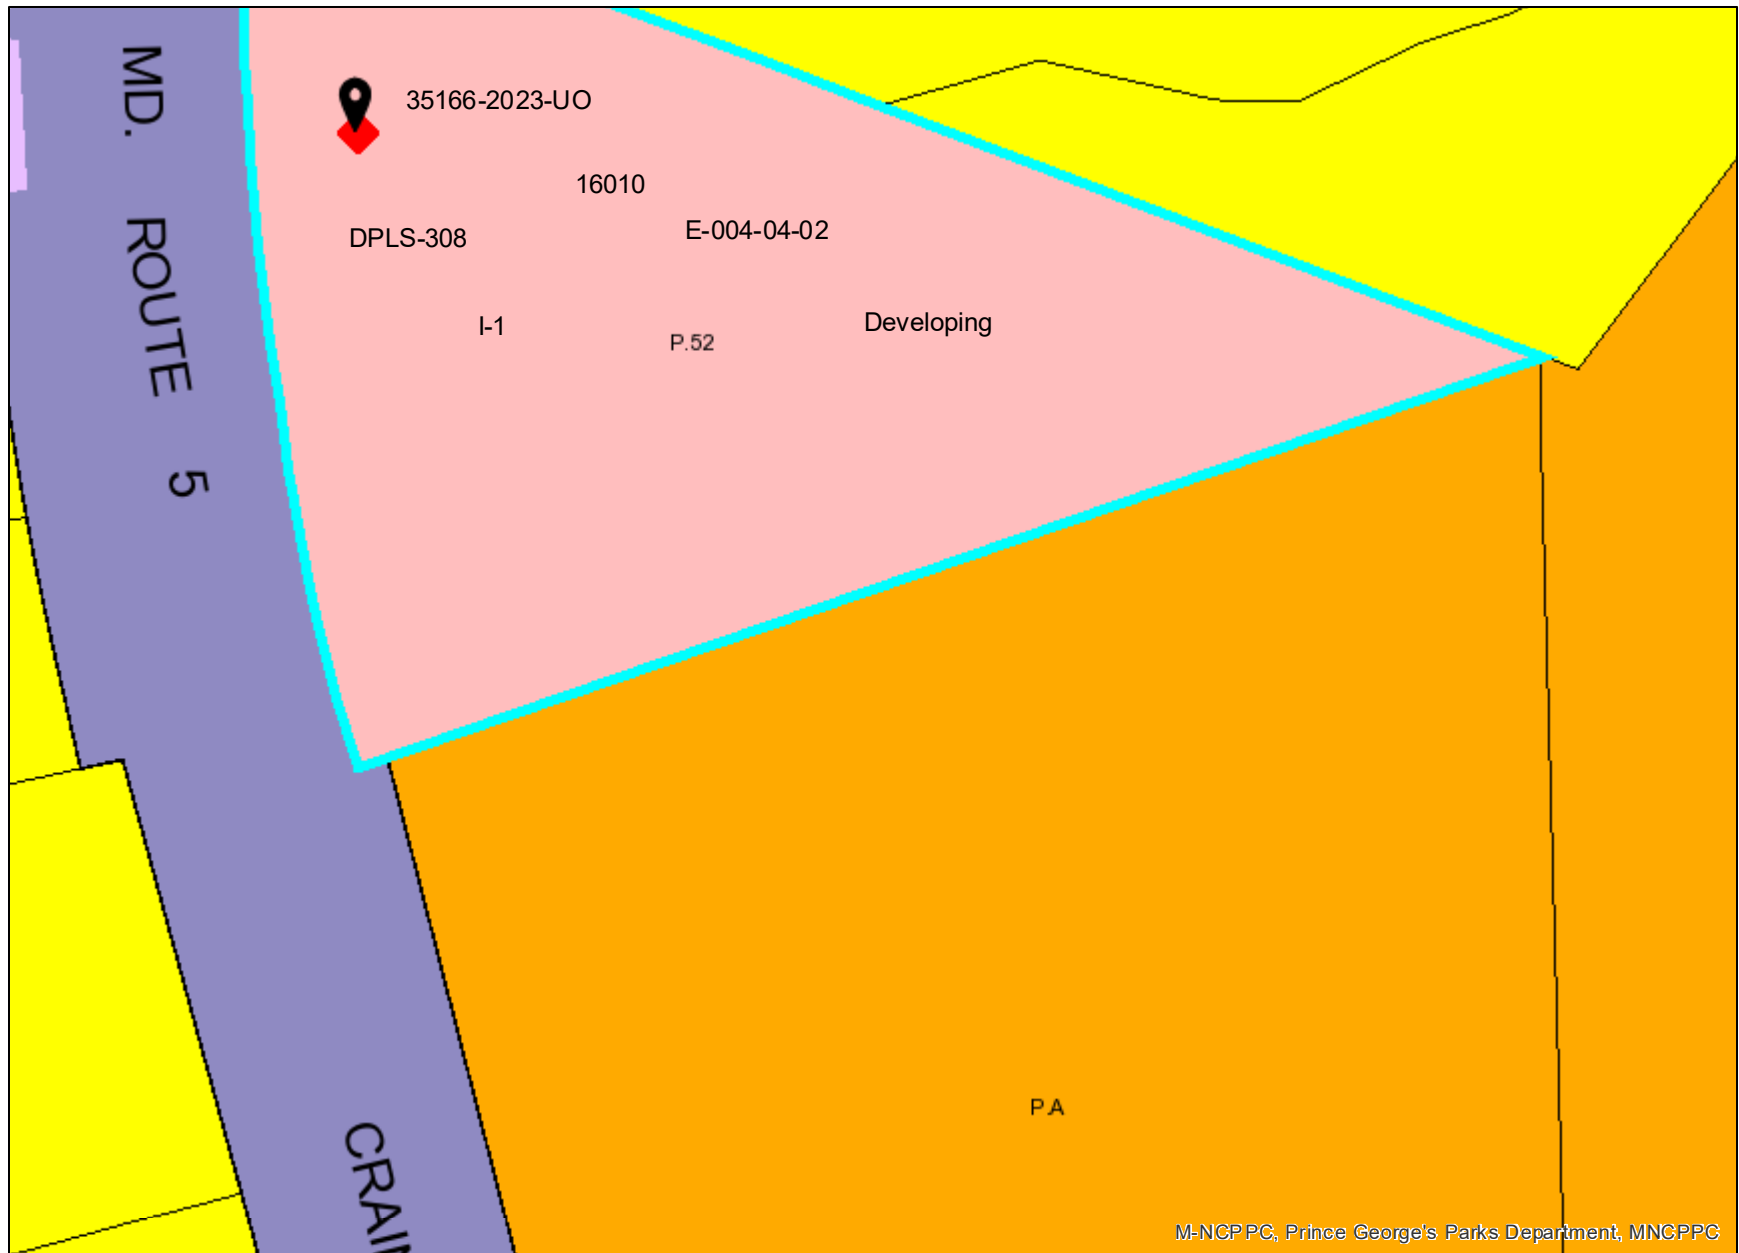 MD. ROUTE 5
35166-2023-UO
16010
E-004-04-02
DPLS-308
I-1
P.52
Developing
P.A
CRAIN
M-NCPPC, Prince George's Parks Department, MNCPPC